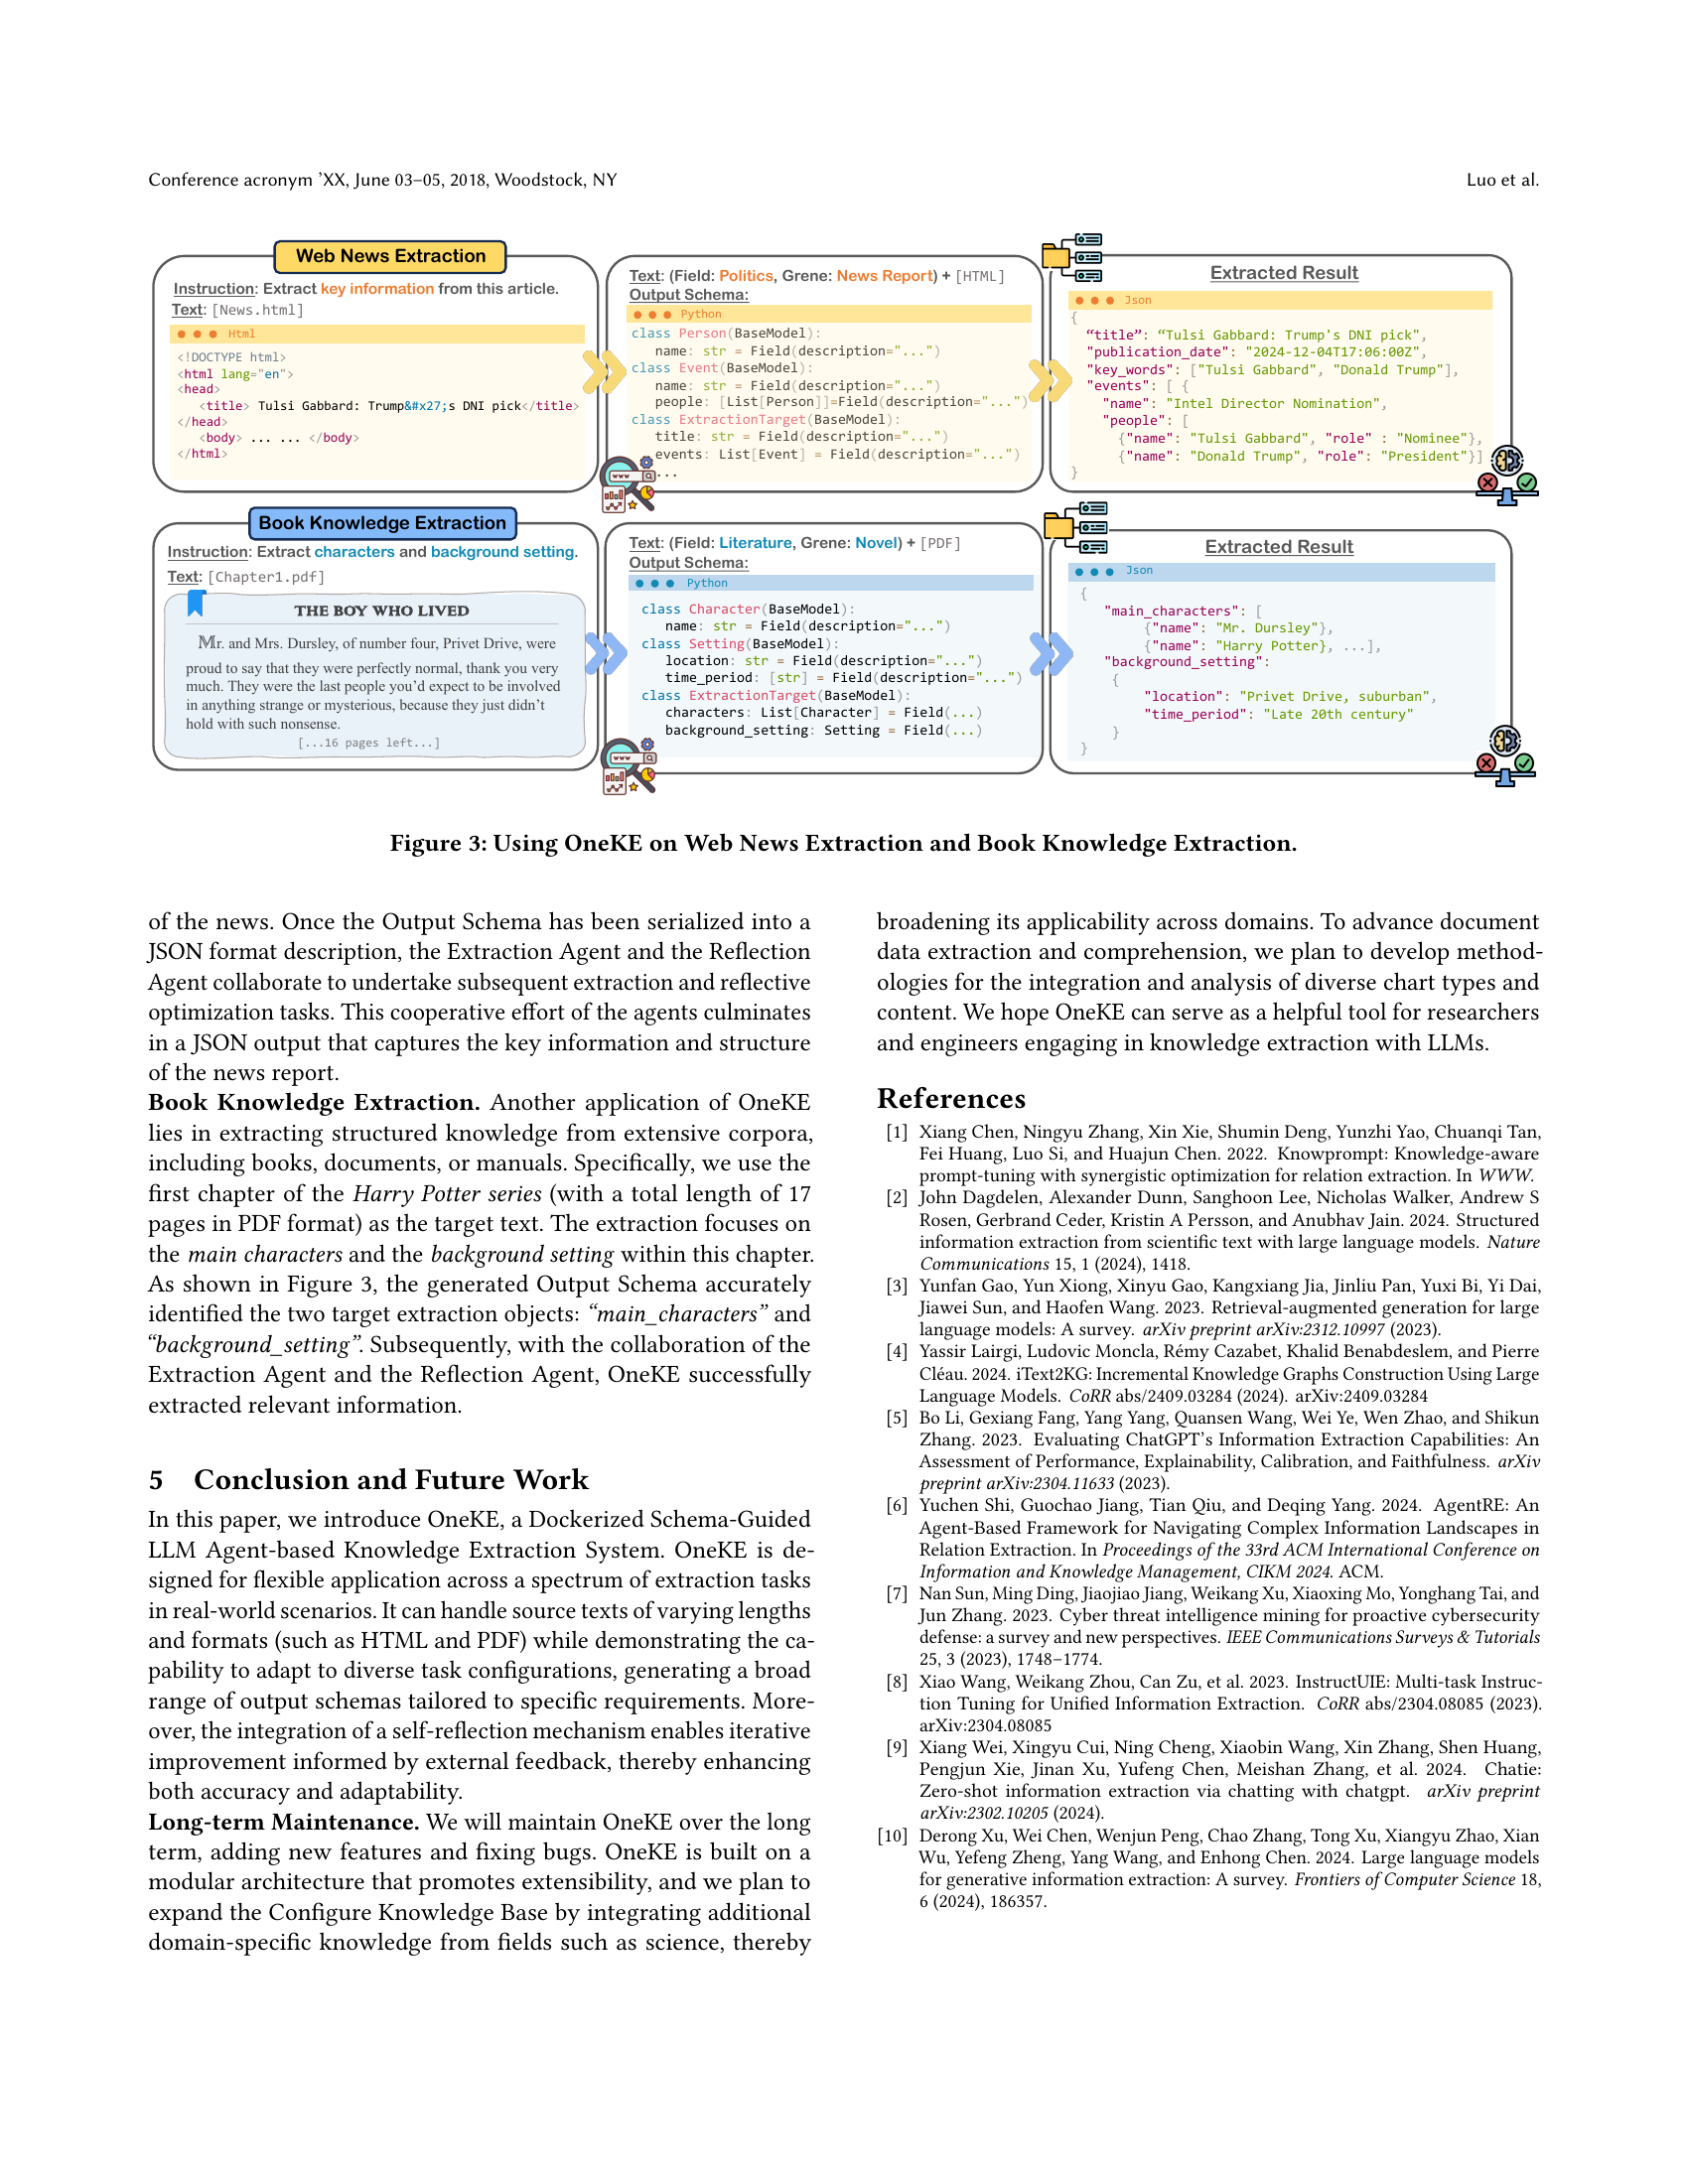 Conference acronym 'XX, June 03–05, 2018, Woodstock, NY
Luo et al.
Web News Extraction
Instruction: Extract key information from this article.
Text: [News.html]
Html
<!DOCTYPE html>
<html lang="en">
<head>
<title> Tulsi Gabbard: Trump&#x27;s DNI pick</title>
</head>
<body> ... ... </body>
</html>
Text: (Field: Politics, Grene: News Report) + [HTML]
Output Schema:
Python
class Person(BaseModel):
name: str = Field(description="...")
class Event(BaseModel):
name: str = Field(description="...")
people: [List[Person]]=Field(description="...")
class ExtractionTarget(BaseModel):
title: str = Field(description="...")
events: List[Event] = Field(description="...")
...
Extracted Result
Json
{
“title”: “Tulsi Gabbard: Trump's DNI pick",
"publication_date": "2024-12-04T17:06:00Z",
"key_words": ["Tulsi Gabbard", "Donald Trump"],
"events": [ {
"name": "Intel Director Nomination",
"people": [
{"name": "Tulsi Gabbard", "role" : "Nominee"},
{"name": "Donald Trump", "role": "President"}]
}
Book Knowledge Extraction
Instruction: Extract characters and background setting.
Text: [Chapter1.pdf]
THE BOY WHO LIVED
Mr. and Mrs. Dursley, of number four, Privet Drive, were
proud to say that they were perfectly normal, thank you very
much. They were the last people you’d expect to be involved
in anything strange or mysterious, because they just didn’t
hold with such nonsense.
[...16 pages left...]
Text: (Field: Literature, Grene: Novel) + [PDF]
Output Schema:
Python
class Character(BaseModel):
name: str = Field(description="...")
class Setting(BaseModel):
location: str = Field(description="...")
time_period: [str] = Field(description="...")
class ExtractionTarget(BaseModel):
characters: List[Character] = Field(...)
background_setting: Setting = Field(...)
Extracted Result
Json
{
"main_characters": [
{"name": "Mr. Dursley"},
{"name": "Harry Potter}, ...],
"background_setting":
{
"location": "Privet Drive, suburban",
"time_period": "Late 20th century"
}
}
www
www
Figure 3: Using OneKE on Web News Extraction and Book Knowledge Extraction.
of the news. Once the Output Schema has been serialized into a
JSON format description, the Extraction Agent and the Reflection
Agent collaborate to undertake subsequent extraction and reflective
optimization tasks. This cooperative effort of the agents culminates
in a JSON output that captures the key information and structure
of the news report.
Book Knowledge Extraction. Another application of OneKE
lies in extracting structured knowledge from extensive corpora,
including books, documents, or manuals. Specifically, we use the
first chapter of the Harry Potter series (with a total length of 17
pages in PDF format) as the target text. The extraction focuses on
the main characters and the background setting within this chapter.
As shown in Figure 3, the generated Output Schema accurately
identified the two target extraction objects: “main_characters” and
“background_setting”. Subsequently, with the collaboration of the
Extraction Agent and the Reflection Agent, OneKE successfully
extracted relevant information.
5 Conclusion and Future Work
In this paper, we introduce OneKE, a Dockerized Schema-Guided
LLM Agent-based Knowledge Extraction System. OneKE is de-
signed for flexible application across a spectrum of extraction tasks
in real-world scenarios. It can handle source texts of varying lengths
and formats (such as HTML and PDF) while demonstrating the ca-
pability to adapt to diverse task configurations, generating a broad
range of output schemas tailored to specific requirements. More-
over, the integration of a self-reflection mechanism enables iterative
improvement informed by external feedback, thereby enhancing
both accuracy and adaptability.
Long-term Maintenance. We will maintain OneKE over the long
term, adding new features and fixing bugs. OneKE is built on a
modular architecture that promotes extensibility, and we plan to
expand the Configure Knowledge Base by integrating additional
domain-specific knowledge from fields such as science, thereby
broadening its applicability across domains. To advance document
data extraction and comprehension, we plan to develop method-
ologies for the integration and analysis of diverse chart types and
content. We hope OneKE can serve as a helpful tool for researchers
and engineers engaging in knowledge extraction with LLMs.
References
[1] Xiang Chen, Ningyu Zhang, Xin Xie, Shumin Deng, Yunzhi Yao, Chuanqi Tan,
Fei Huang, Luo Si, and Huajun Chen. 2022. Knowprompt: Knowledge-aware
prompt-tuning with synergistic optimization for relation extraction. In WWW.
[2] John Dagdelen, Alexander Dunn, Sanghoon Lee, Nicholas Walker, Andrew S
Rosen, Gerbrand Ceder, Kristin A Persson, and Anubhav Jain. 2024. Structured
information extraction from scientific text with large language models. Nature
Communications 15, 1 (2024), 1418.
[3] Yunfan Gao, Yun Xiong, Xinyu Gao, Kangxiang Jia, Jinliu Pan, Yuxi Bi, Yi Dai,
Jiawei Sun, and Haofen Wang. 2023. Retrieval-augmented generation for large
language models: A survey. arXiv preprint arXiv:2312.10997 (2023).
[4] Yassir Lairgi, Ludovic Moncla, Rémy Cazabet, Khalid Benabdeslem, and Pierre
Cléau. 2024. iText2KG: Incremental Knowledge Graphs Construction Using Large
Language Models. CoRR abs/2409.03284 (2024). arXiv:2409.03284
[5] Bo Li, Gexiang Fang, Yang Yang, Quansen Wang, Wei Ye, Wen Zhao, and Shikun
Zhang. 2023. Evaluating ChatGPT’s Information Extraction Capabilities: An
Assessment of Performance, Explainability, Calibration, and Faithfulness. arXiv
preprint arXiv:2304.11633 (2023).
[6] Yuchen Shi, Guochao Jiang, Tian Qiu, and Deqing Yang. 2024. AgentRE: An
Agent-Based Framework for Navigating Complex Information Landscapes in
Relation Extraction. In Proceedings of the 33rd ACM International Conference on
Information and Knowledge Management, CIKM 2024. ACM.
[7] Nan Sun, Ming Ding, Jiaojiao Jiang, Weikang Xu, Xiaoxing Mo, Yonghang Tai, and
Jun Zhang. 2023. Cyber threat intelligence mining for proactive cybersecurity
defense: a survey and new perspectives. IEEE Communications Surveys & Tutorials
25, 3 (2023), 1748–1774.
[8] Xiao Wang, Weikang Zhou, Can Zu, et al. 2023. InstructUIE: Multi-task Instruc-
tion Tuning for Unified Information Extraction. CoRR abs/2304.08085 (2023).
arXiv:2304.08085
[9] Xiang Wei, Xingyu Cui, Ning Cheng, Xiaobin Wang, Xin Zhang, Shen Huang,
Pengjun Xie, Jinan Xu, Yufeng Chen, Meishan Zhang, et al. 2024. Chatie:
Zero-shot information extraction via chatting with chatgpt. arXiv preprint
arXiv:2302.10205 (2024).
[10] Derong Xu, Wei Chen, Wenjun Peng, Chao Zhang, Tong Xu, Xiangyu Zhao, Xian
Wu, Yefeng Zheng, Yang Wang, and Enhong Chen. 2024. Large language models
for generative information extraction: A survey. Frontiers of Computer Science 18,
6 (2024), 186357.